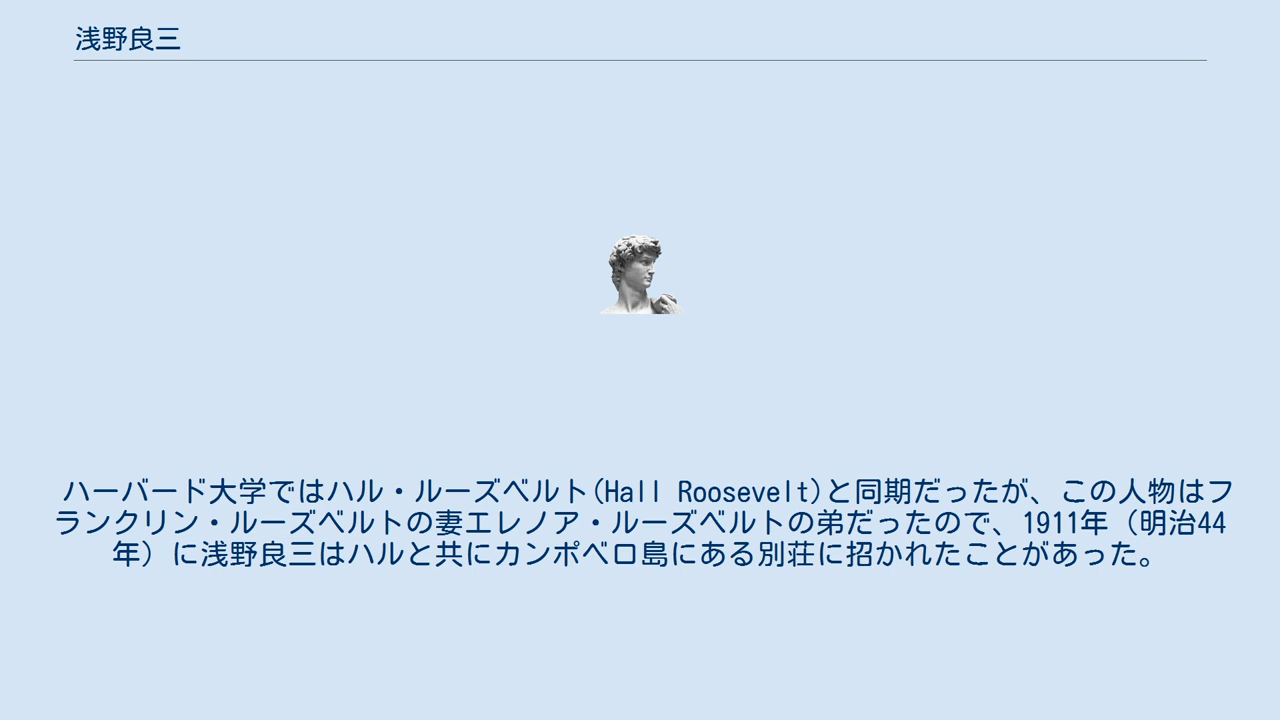 浅野良三
ハーバード大学ではハル・ルーズベルト(Hall Roosevelt)と同期だったが、この人物はフ
ランクリン・ルーズベルトの妻エレノア・ルーズベルトの弟だったので、1911年（明治44
年）に浅野良三はハルと共にカンポベロ島にある別荘に招かれたことがあった。